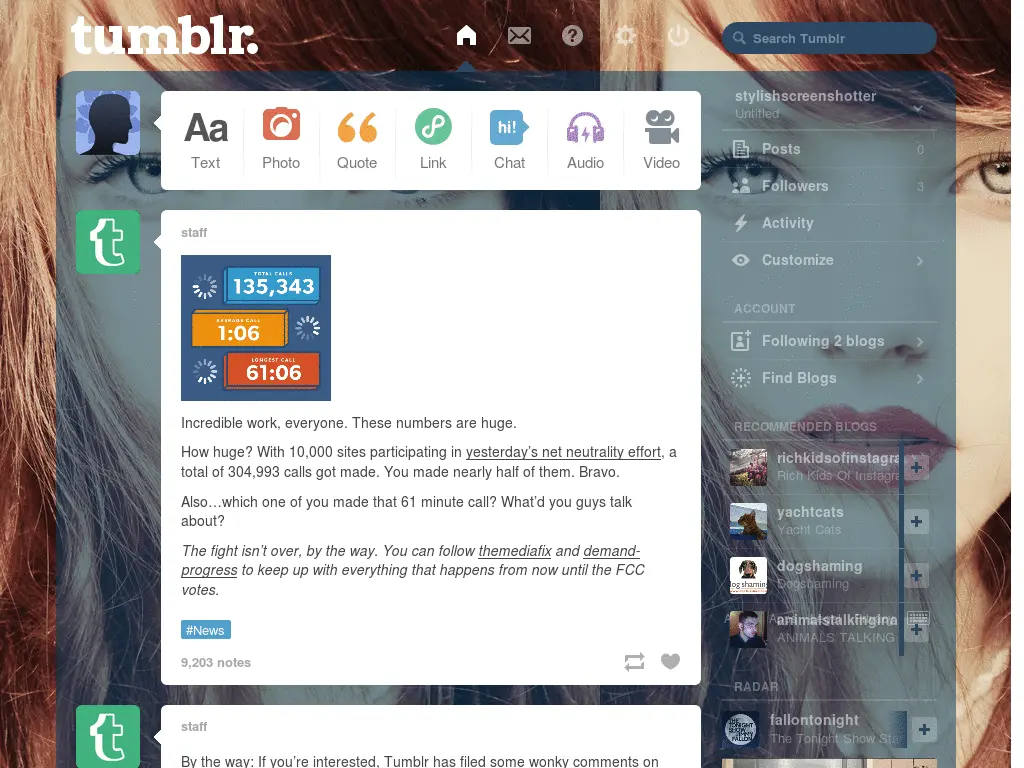 tumblr.
Search Tumblr
Aa
hi!
Text
Photo
Quote
Link
Chat
Audio
Video
staff
TOTAL CALLS
135,343
AVERAGE CALL
1:06
LONGEST CALL
61:06
Incredible work, everyone. These numbers are huge.
How huge? With 10,000 sites participating in yesterday's net neutrality effort, a
total of 304,993 calls got made. You made nearly half of them. Bravo.
Also…which one of you made that 61 minute call? What'd you guys talk
about?
The fight isn't over, by the way. You can follow themediafix and demand-
progress to keep up with everything that happens from now until the FCC
votes.
#News
9,203 notes
staff
By the way: If you're interested, Tumblr has filed some wonky comments on
stylishscreenshotter
Untitled
Posts 0
Followers 3
Activity
Customize
ACCOUNT
Following 2 blogs
Find Blogs
RECOMMENDED BLOGS
richkidsofinstagra
Rich Kids Of Instagra
yachtcats
Yacht Cats
dogshaming
Dogshaming
animalstalkingina
ANIMALS TALKING
RADAR
fallontonight
The Tonight Show Sta